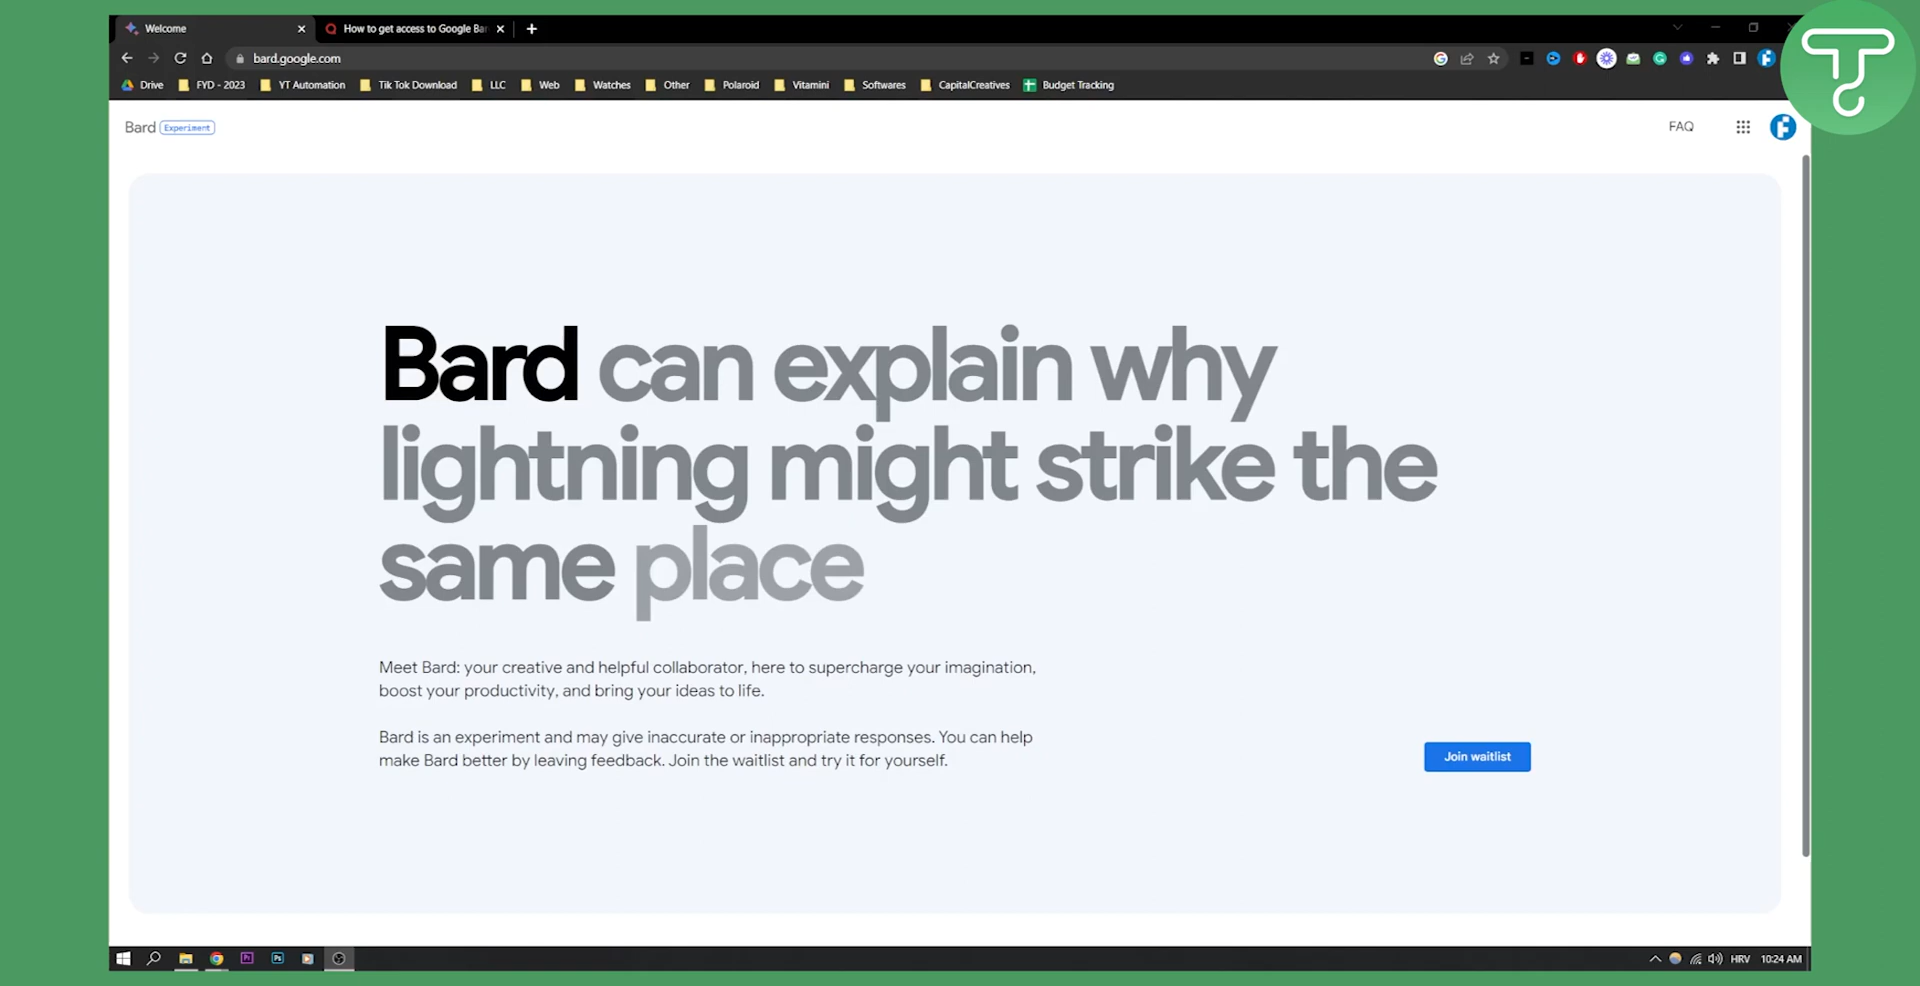 Welcome
How to get access to Google Bar
bard.google.com
Drive
FYD - 2023
YT Automation
Tik Tok Download
LLC
Web
Watches
Other
Polaroid
Vitamini
Softwares
CapitalCreatives
Budget Tracking
Bard Experiment
FAQ
Bard can explain why
lightning might strike the
same place
Meet Bard: your creative and helpful collaborator, here to supercharge your imagination,
boost your productivity, and bring your ideas to life.
Bard is an experiment and may give inaccurate or inappropriate responses. You can help
make Bard better by leaving feedback. Join the waitlist and try it for yourself.
Join waitlist
HRV
10:24 AM